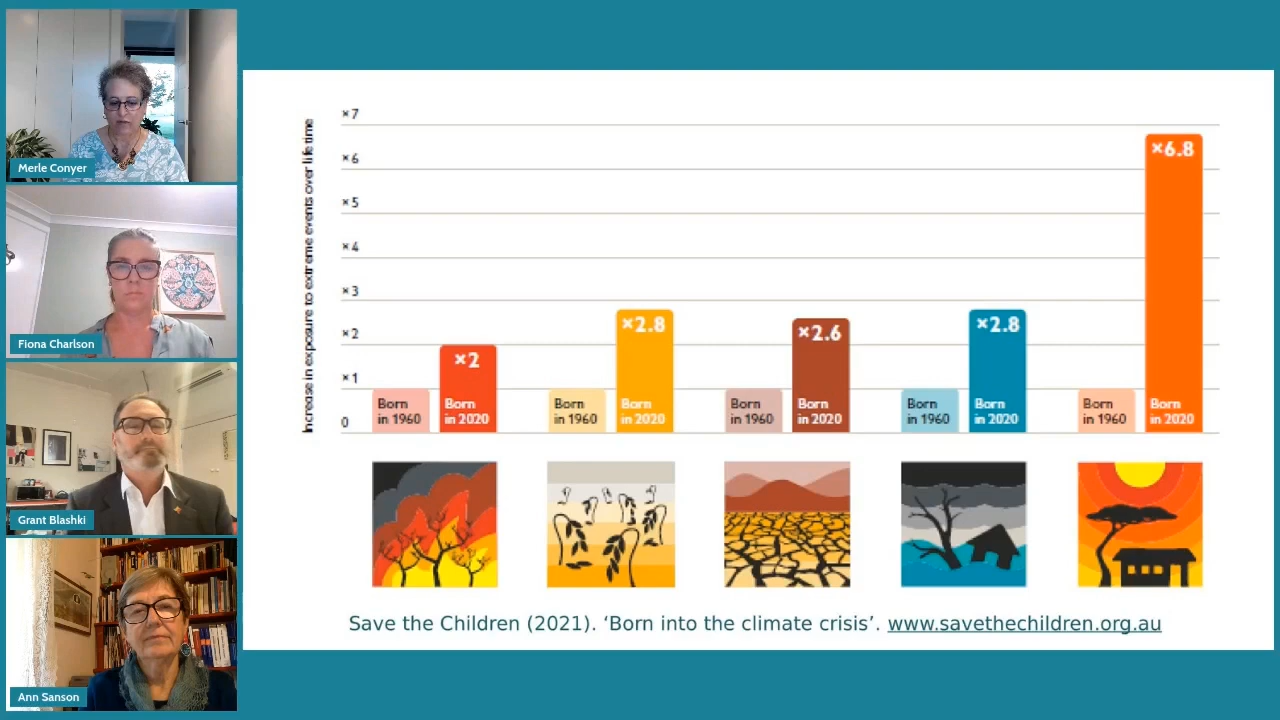 Merle Conyer
Fiona Charlson
Grant Blashki
Ann Sanson
Increase in exposure to extreme events over lifetime
×7
×6
×5
×4
×3
×2
×1
0
Born
in 1960
×2
Born
in 2020
Born
in 1960
×2.8
Born
in 2020
Born
in 1960
×2.6
Born
in 2020
Born
in 1960
×2.8
Born
in 2020
Born
in 1960
×6.8
Born
in 2020
Save the Children (2021). ‘Born into the climate crisis’. www.savethechildren.org.au